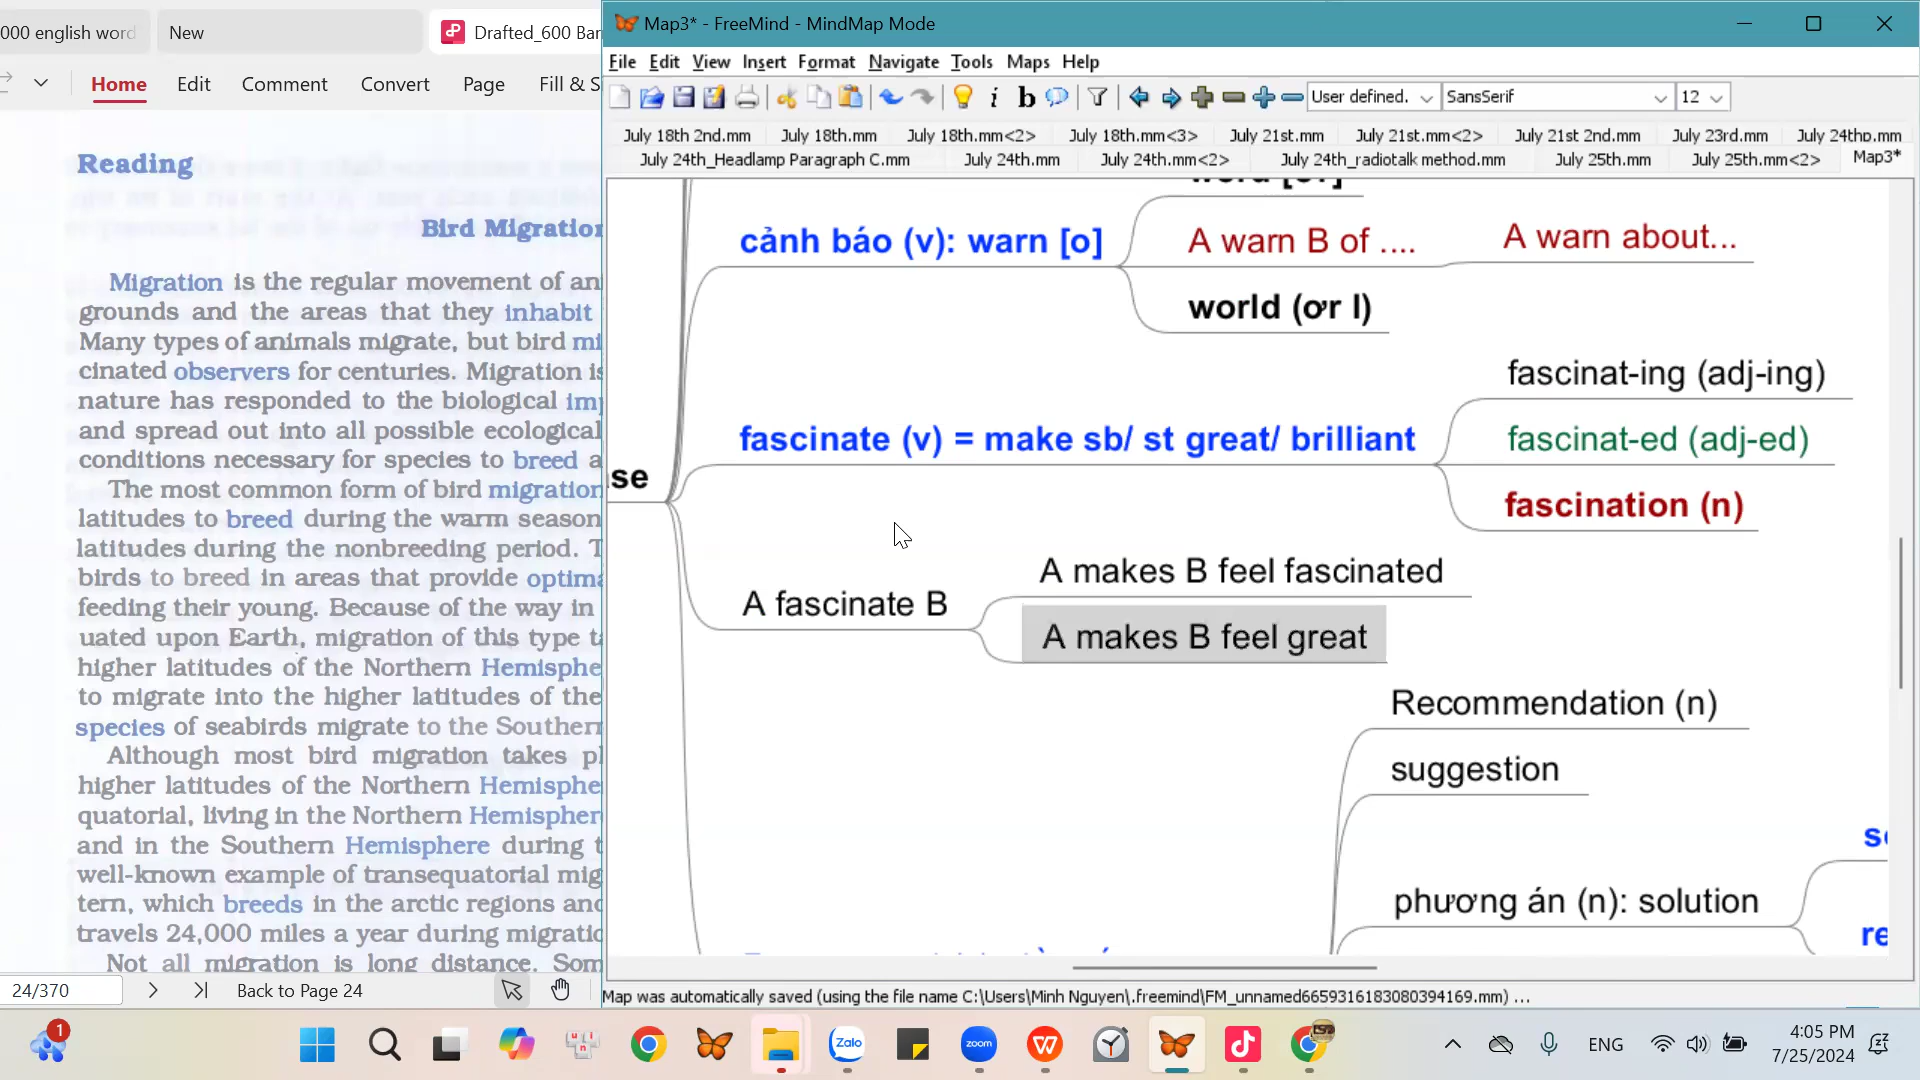 000 english word
New
Drafted_600 Bar
Home
Edit
Comment
Convert
Page
Fill & S
Reading
Bird Migration
Migration is the regular movement of an
grounds and the areas that they inhabit
Many types of animals migrate, but bird mi
cinated observers for centuries. Migration is
nature has responded to the biological imp
and spread out into all possible ecological
conditions necessary for species to breed a
The most common form of bird migration
latitudes to breed during the warm season
latitudes during the nonbreeding period. T
birds to breed in areas that provide optima
feeding their young. Because of the way in
uated upon Earth, migration of this type ta
higher latitudes of the Northern Hemisphe
to migrate into the higher latitudes of the
species of seabirds migrate to the Southern
Although most bird migration takes pl
higher latitudes of the Northern Hemisphe
quatorial, living in the Northern Hemispher
and in the Southern Hemisphere during t
well-known example of transequatorial mig
tern, which breeds in the arctic regions and
travels 24,000 miles a year during migratio
Not all migration is long distance. Som
24/370
Back to Page 24
Map3* - FreeMind - MindMap Mode
File Edit View Insert Format Navigate Tools Maps Help
User defined.
SansSerif
12
July 18th 2nd.mm
July 18th.mm
July 18th.mm<2>
July 18th.mm<3>
July 21st.mm
July 21st.mm<2>
July 21st 2nd.mm
July 23rd.mm
July 24thp.mm
July 24th_Headlamp Paragraph C.mm
July 24th.mm
July 24th.mm<2>
July 24th_radiotalk method.mm
July 25th.mm
July 25th.mm<2>
Map3*
cảnh báo (v): warn [o]
A warn B of ....
A warn about...
world (ơr l)
fascinate (v) = make sb/ st great/ brilliant
fascinat-ing (adj-ing)
fascinat-ed (adj-ed)
fascination (n)
se
A fascinate B
A makes B feel fascinated
A makes B feel great
Recommendation (n)
suggestion
phương án (n): solution
re
Map was automatically saved (using the file name C:\Users\Minh Nguyen\.freemind\FM_unnamed6659316183080394169.mm) ...
1
Zalo
zoom
ENG
4:05 PM
7/25/2024